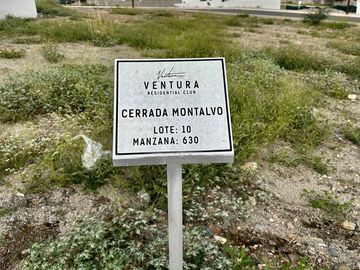 Ventura
VENTURA
RESIDENTIAL CLUB
CERRADA MONTALVO
LOTE: 10
MANZANA: 630